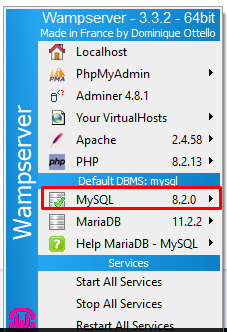 Wampserver - 3.3.2 - 64bit
Made in France by Dominique Ottello
Wampserver
Localhost
PMA PhpMyAdmin
Adminer 4.8.1
Your VirtualHosts
Apache 2.4.58
php PHP 8.2.13
Default DBMS: mysql
MySQL 8.2.0
MariaDB 11.2.2
Help MariaDB - MySQL
Services
Start All Services
Stop All Services
Restart All Services